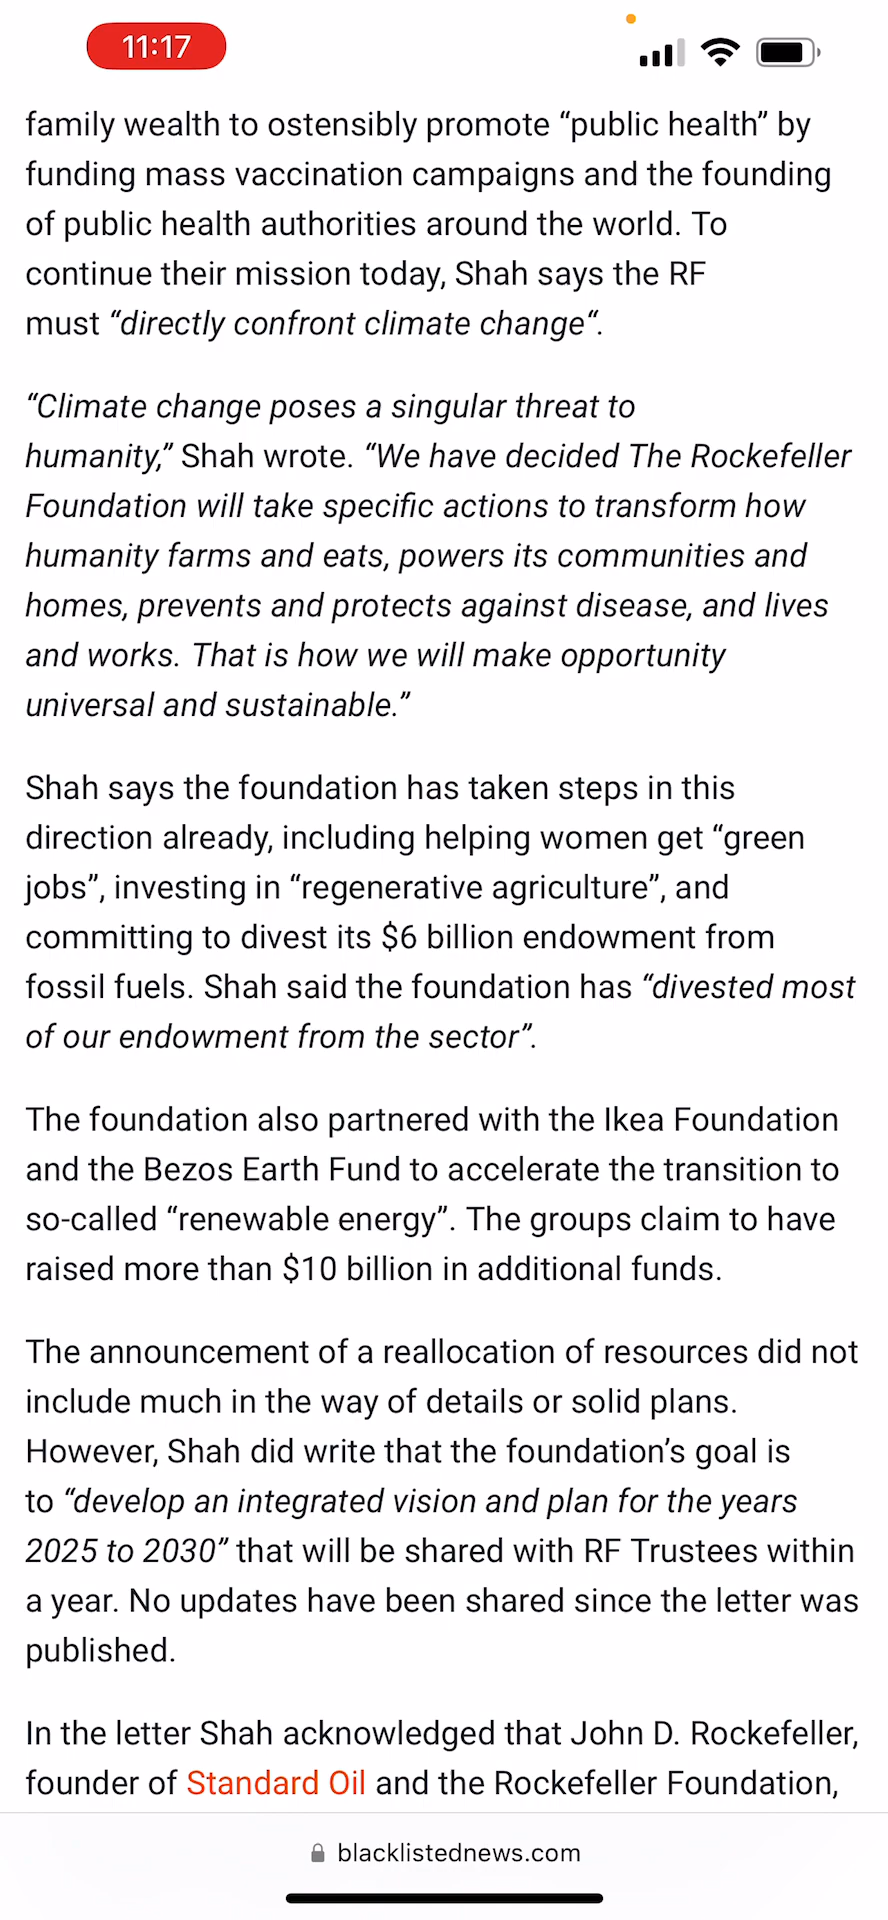 11:17
family wealth to ostensibly promote “public health” by
funding mass vaccination campaigns and the founding
of public health authorities around the world. To
continue their mission today, Shah says the RF
must “directly confront climate change“.
“Climate change poses a singular threat to
humanity,” Shah wrote. “We have decided The Rockefeller
Foundation will take specific actions to transform how
humanity farms and eats, powers its communities and
homes, prevents and protects against disease, and lives
and works. That is how we will make opportunity
universal and sustainable.”
Shah says the foundation has taken steps in this
direction already, including helping women get “green
jobs”, investing in “regenerative agriculture”, and
committing to divest its $6 billion endowment from
fossil fuels. Shah said the foundation has “divested most
of our endowment from the sector”.
The foundation also partnered with the Ikea Foundation
and the Bezos Earth Fund to accelerate the transition to
so-called “renewable energy”. The groups claim to have
raised more than $10 billion in additional funds.
The announcement of a reallocation of resources did not
include much in the way of details or solid plans.
However, Shah did write that the foundation’s goal is
to “develop an integrated vision and plan for the years
2025 to 2030” that will be shared with RF Trustees within
a year. No updates have been shared since the letter was
published.
In the letter Shah acknowledged that John D. Rockefeller,
founder of Standard Oil and the Rockefeller Foundation,
blacklistednews.com